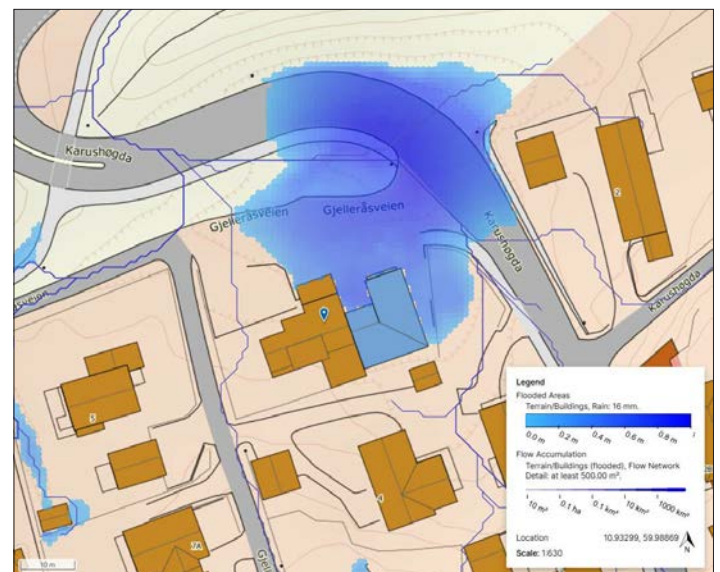 Karushøgda
Gjelleråsveien
Gjelleråsveien
Karushøgda
2
Karushøgda
5
4
7A
10 m
Legend
Flooded Areas
Terrain/Buildings, Rain: 16 mm.
0.0 m 0.2 m 0.4 m 0.6 m 0.8 m
Flow Accumulation
Terrain/Buildings (flooded), Flow Network
Detail: at least 500.00 m².
10 m² 0.1 ha 0.1 km² 10 km² 1000 km²
Location 10.93299, 59.98869
N
Scale: 1:630